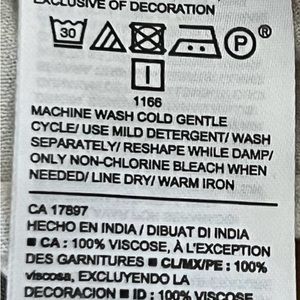 EXCLUSIVE OF DECORATION
30
P
®
I
1166
MACHINE WASH COLD GENTLE
CYCLE/ USE MILD DETERGENT/ WASH
SEPARATELY/ RESHAPE WHILE DAMP/
ONLY NON-CHLORINE BLEACH WHEN
NEEDED/ LINE DRY/ WARM IRON
CA 17897
HECHO EN INDIA / DIBUAT DI INDIA
■ CA : 100% VISCOSE, À L'EXCEPTION
DES GARNITURES ■ CL/MX/PE : 100%
viscosa, EXCLUYENDO LA
DECORACION ■ ID : 100% VISCOSE